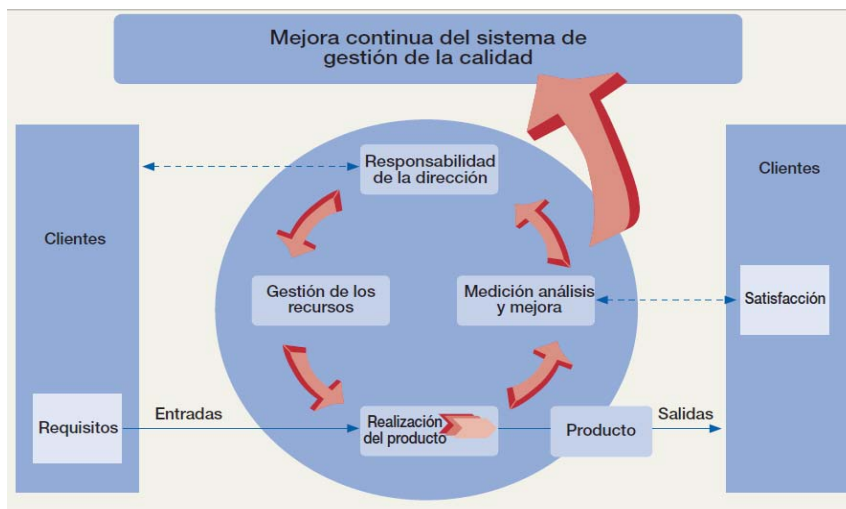 Mejora continua del sistema de
gestión de la calidad
Responsabilidad
de la dirección
Clientes
Clientes
Gestión de los
recursos
Medición análisis
y mejora
Satisfacción
Requisitos
Entradas
Realización
del producto
Producto
Salidas